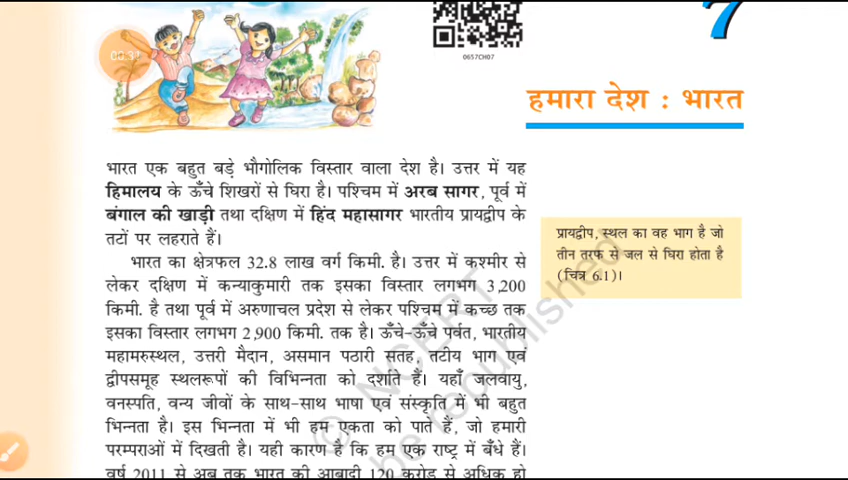 7
00:31
0657CH07
हमारा देश : भारत
भारत एक बहुत बड़े भौगोलिक विस्तार वाला देश है। उत्तर में यह
हिमालय के ऊँचे शिखरों से घिरा है। पश्चिम में अरब सागर, पूर्व में
बंगाल की खाड़ी तथा दक्षिण में हिंद महासागर भारतीय प्रायद्वीप के
तटों पर लहराते हैं।
भारत का क्षेत्रफल 32.8 लाख वर्ग किमी. है। उत्तर में कश्मीर से
लेकर दक्षिण में कन्याकुमारी तक इसका विस्तार लगभग 3,200
किमी. है तथा पूर्व में अरुणाचल प्रदेश से लेकर पश्चिम में कच्छ तक
इसका विस्तार लगभग 2,900 किमी. तक है। ऊँचे-ऊँचे पर्वत, भारतीय
महामरुस्थल, उत्तरी मैदान, असमान पठारी सतह, तटीय भाग एवं
द्वीपसमूह स्थलरूपों की विभिन्नता को दर्शाते हैं। यहाँ जलवायु,
वनस्पति, वन्य जीवों के साथ-साथ भाषा एवं संस्कृति में भी बहुत
भिन्नता है। इस भिन्नता में भी हम एकता को पाते हैं, जो हमारी
परम्पराओं में दिखती है। यही कारण है कि हम एक राष्ट्र में बँधे हैं।
वर्ष 2011 से अब तक भारत की आबादी 120 करोड़ से अधिक हो
प्रायद्वीप, स्थल का वह भाग है जो
तीन तरफ से जल से घिरा होता है
(चित्र 6.1)।
© NCERT
be republished